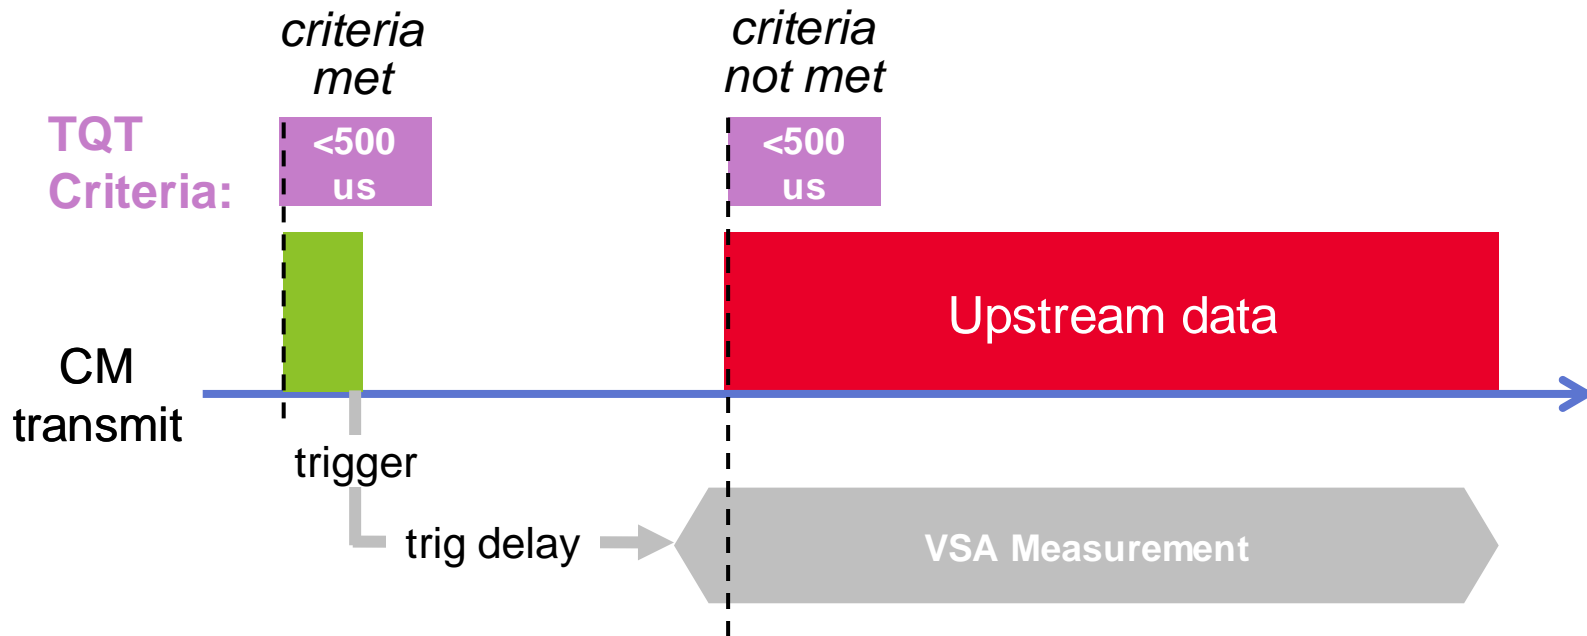 criteria
met
criteria
not met
TQT
Criteria:
<500
us
<500
us
Upstream data
CM
transmit
trigger
trig delay
VSA Measurement